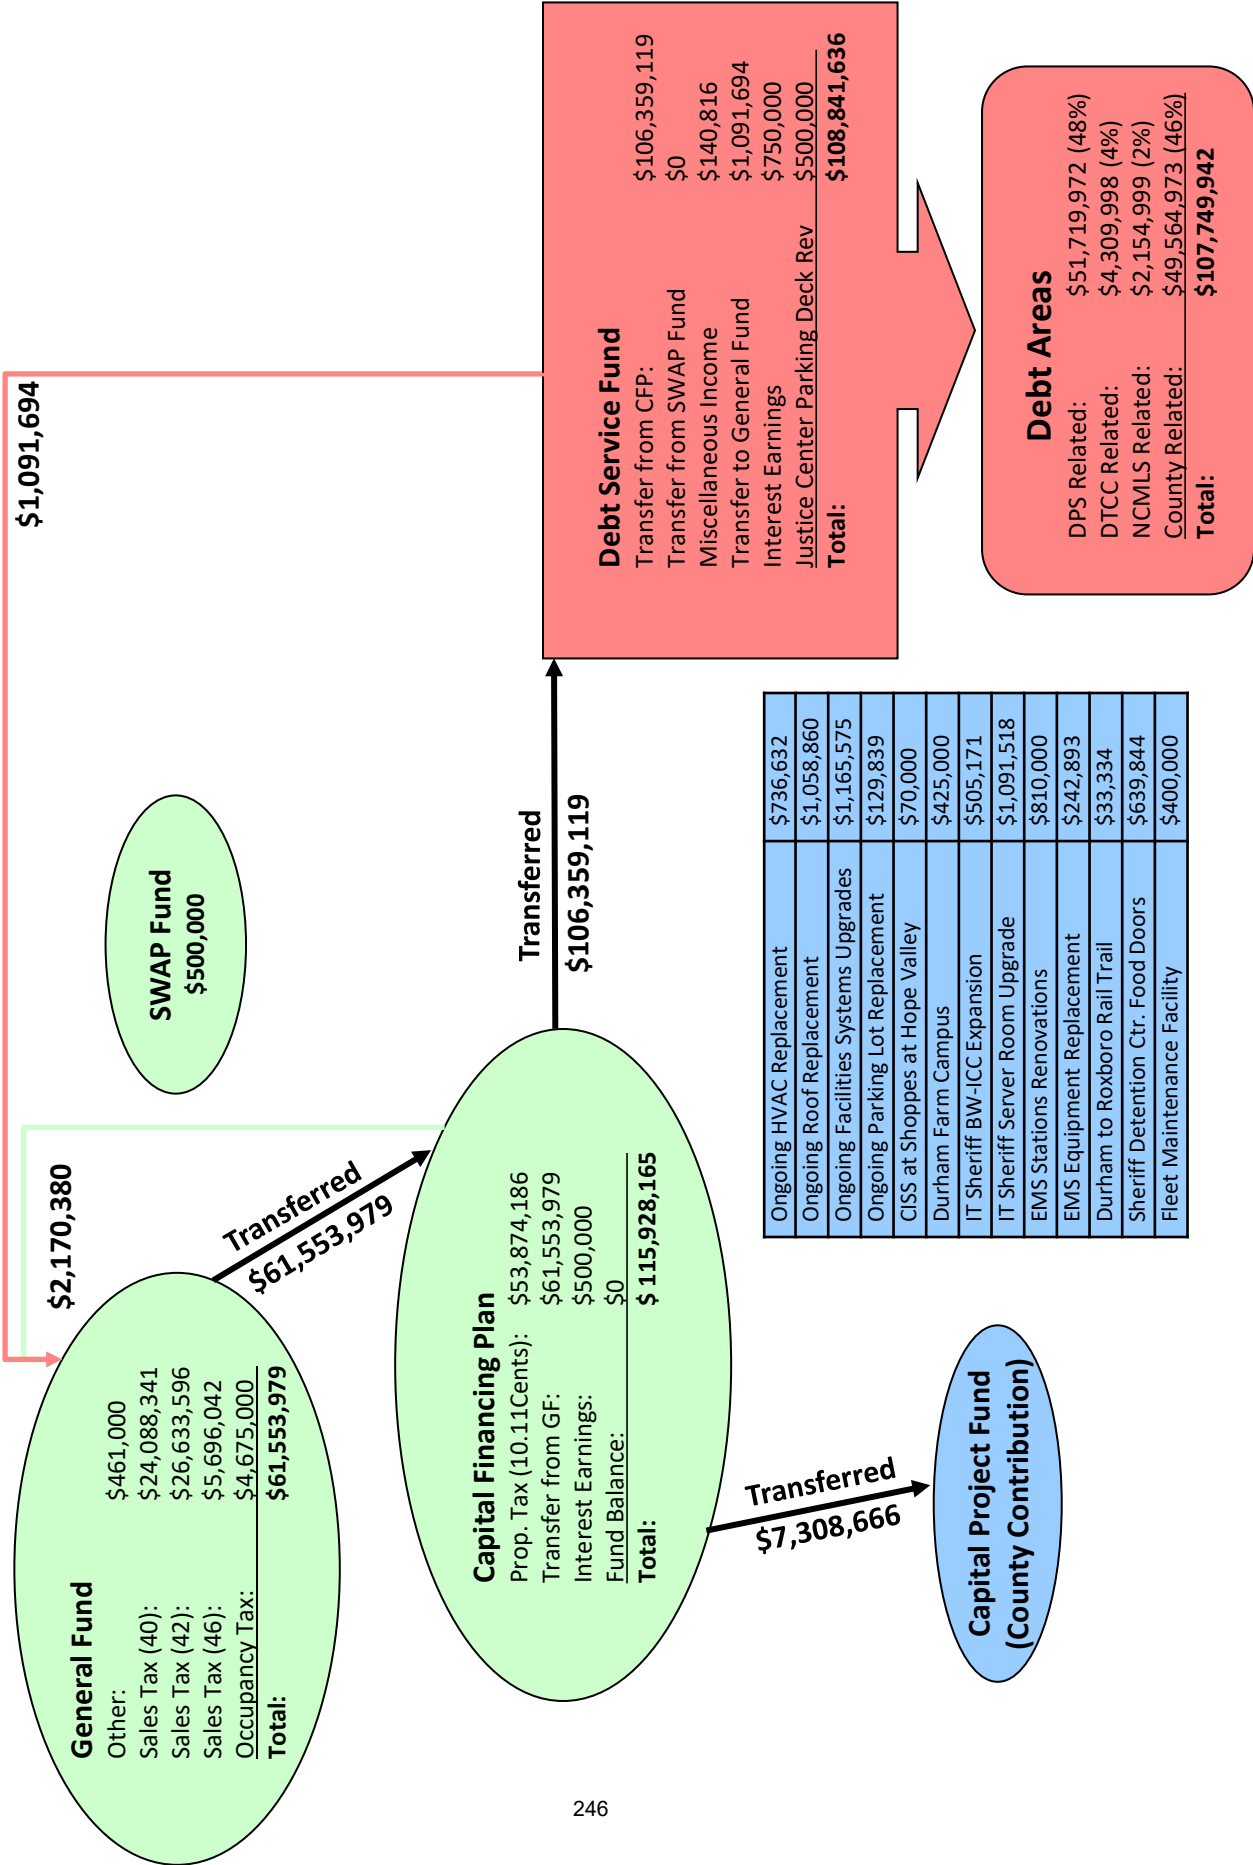 $1,091,694
$2,170,380
General Fund
Other: $461,000
Sales Tax (40): $24,088,341
Sales Tax (42): $26,633,596
Sales Tax (46): $5,696,042
Occupancy Tax: $4,675,000
Total: $61,553,979
SWAP Fund
$500,000
Transferred
$61,553,979
Capital Financing Plan
Prop. Tax (10.11Cents): $53,874,186
Transfer from GF: $61,553,979
Interest Earnings: $500,000
Fund Balance: $0
Total: $ 115,928,165
Transferred
$106,359,119
Debt Service Fund
Transfer from CFP: $106,359,119
Transfer from SWAP Fund $0
Miscellaneous Income $140,816
Transfer to General Fund $1,091,694
Interest Earnings $750,000
Justice Center Parking Deck Rev $500,000
Total: $108,841,636
Transferred
$7,308,666
Capital Project Fund
(County Contribution)
Ongoing HVAC Replacement $736,632
Ongoing Roof Replacement $1,058,860
Ongoing Facilities Systems Upgrades $1,165,575
Ongoing Parking Lot Replacement $129,839
CISS at Shoppes at Hope Valley $70,000
Durham Farm Campus $425,000
IT Sheriff BW-ICC Expansion $505,171
IT Sheriff Server Room Upgrade $1,091,518
EMS Stations Renovations $810,000
EMS Equipment Replacement $242,893
Durham to Roxboro Rail Trail $33,334
Sheriff Detention Ctr. Food Doors $639,844
Fleet Maintenance Facility $400,000
Debt Areas
DPS Related: $51,719,972 (48%)
DTCC Related: $4,309,998 (4%)
NCMLS Related: $2,154,999 (2%)
County Related: $49,564,973 (46%)
Total: $107,749,942
246